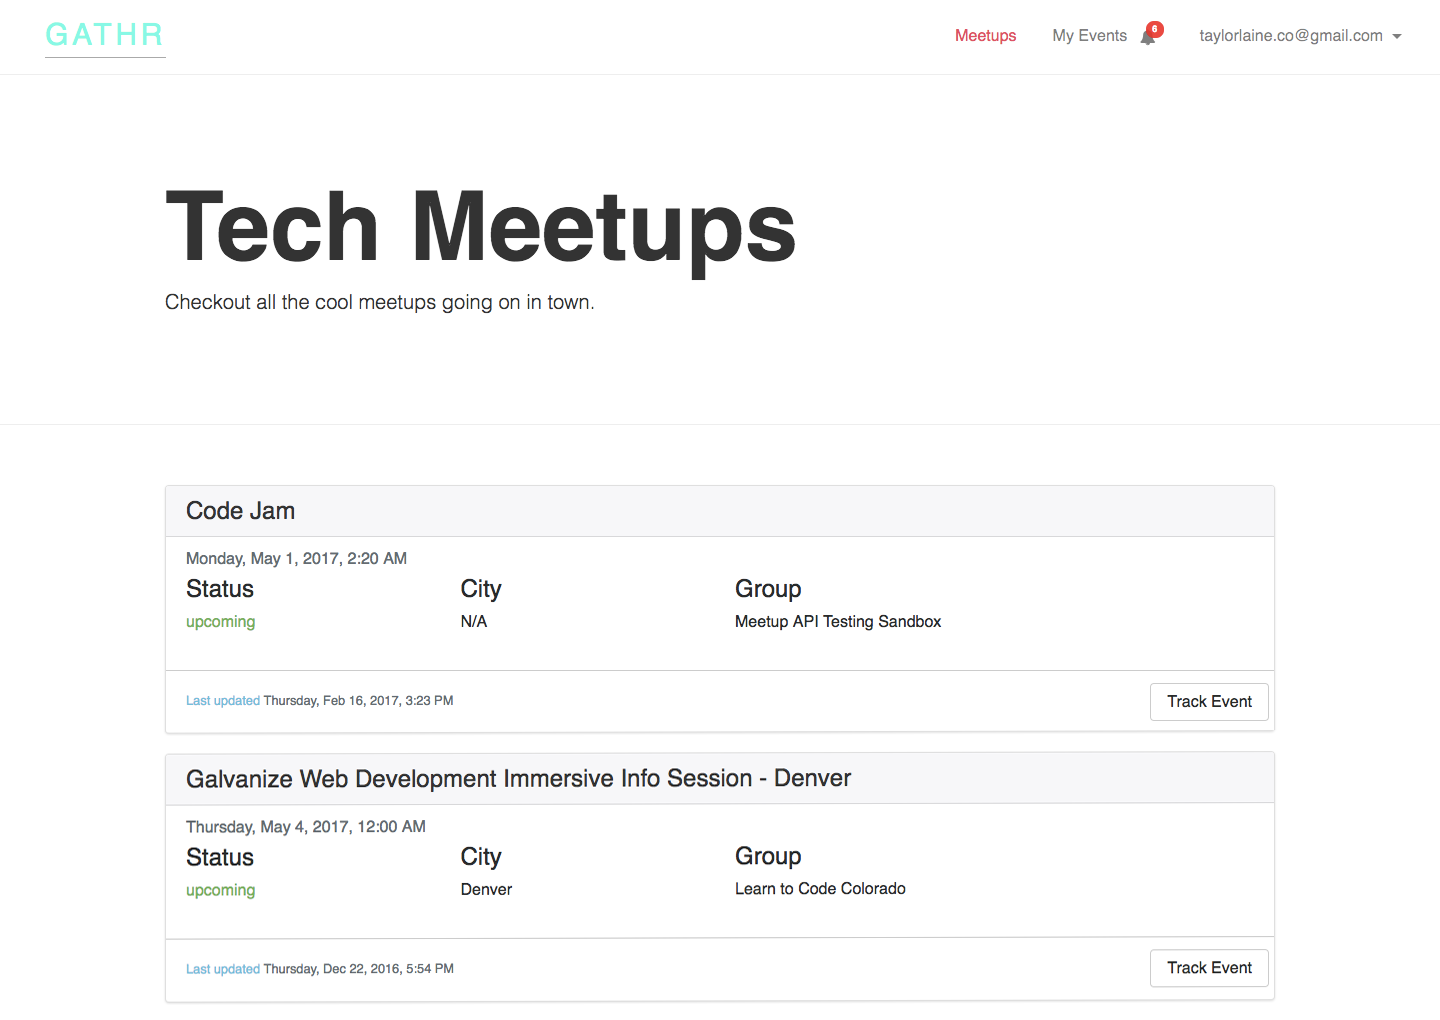 GATHR
Meetups
My Events
6
taylorlaine.co@gmail.com
Tech Meetups
Checkout all the cool meetups going on in town.
Code Jam
Monday, May 1, 2017, 2:20 AM
Status City Group
upcoming N/A Meetup API Testing Sandbox
Last updated Thursday, Feb 16, 2017, 3:23 PM
Track Event
Galvanize Web Development Immersive Info Session - Denver
Thursday, May 4, 2017, 12:00 AM
Status City Group
upcoming Denver Learn to Code Colorado
Last updated Thursday, Dec 22, 2016, 5:54 PM
Track Event